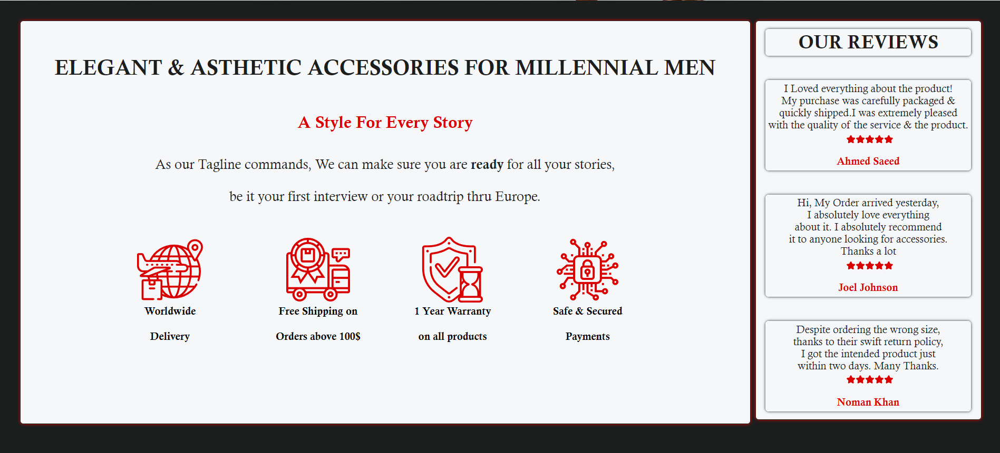 ELEGANT & ASTHETIC ACCESSORIES FOR MILLENNIAL MEN
A Style For Every Story
As our Tagline commands, We can make sure you are ready for all your stories,
be it your first interview or your roadtrip thru Europe.
Worldwide
Delivery
Free Shipping on
Orders above 100$
1 Year Warranty
on all products
Safe & Secured
Payments
OUR REVIEWS
I Loved everything about the product!
My purchase was carefully packaged &
quickly shipped.I was extremely pleased
with the quality of the service & the product.
Ahmed Saeed
Hi, My Order arrived yesterday,
I absolutely love everything
about it. I absolutely recommend
it to anyone looking for accessories.
Thanks a lot
Joel Johnson
Despite ordering the wrong size,
thanks to their swift return policy,
I got the intended product just
within two days. Many Thanks.
Noman Khan